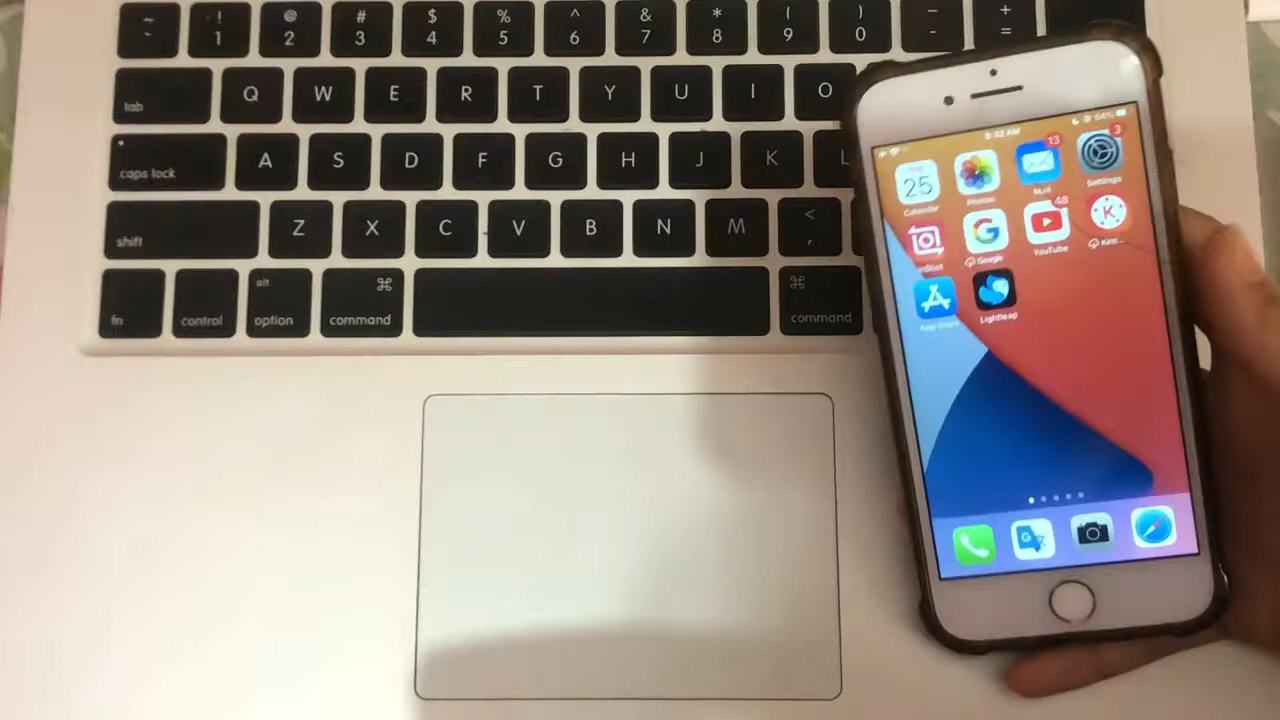 ~ ! @ # $ % ^ & * ( ) — +
` 1 2 3 4 5 6 7 8 9 0 - =
tab Q W E R T Y U I O
caps lock A S D F G H J K L
shift Z X C V B N M <
,
alt ⌘ ⌘
fn control option command command
64%
13 3
25
Calendar Photos Mail Settings
48
Google YouTube
App Store Lightleap